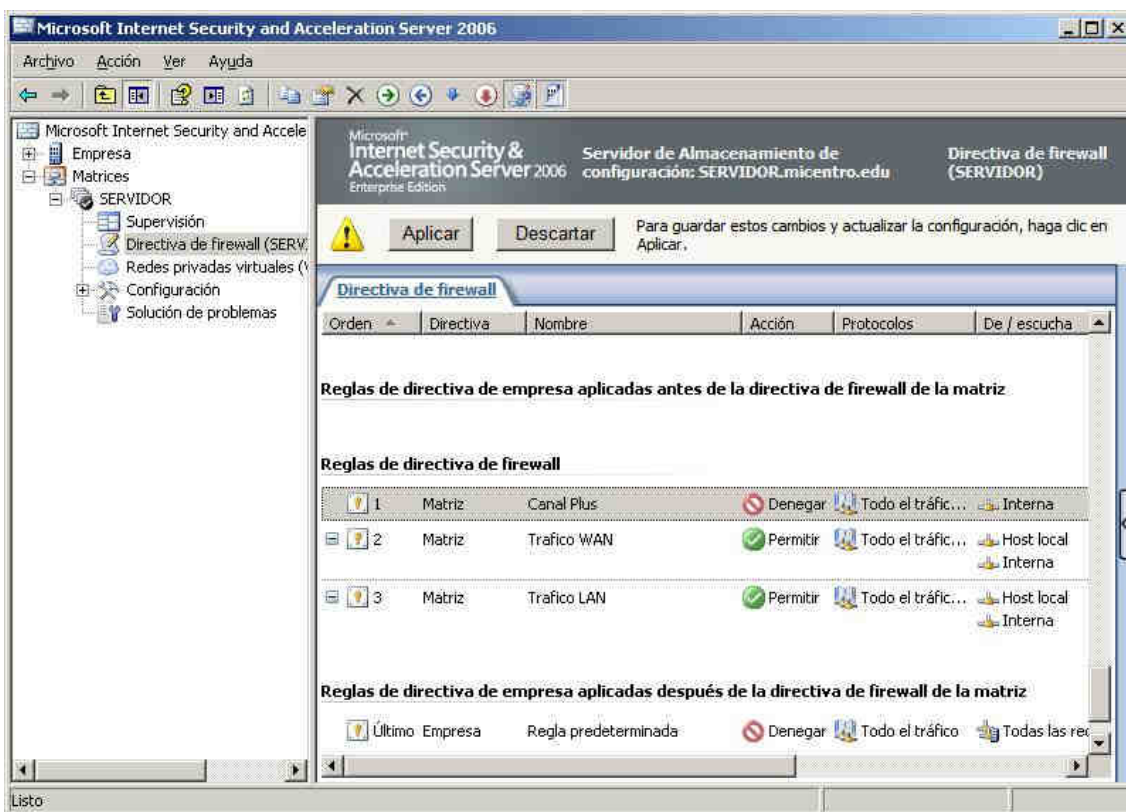 Microsoft Internet Security and Acceleration Server 2006
Archivo Acción Ver Ayuda
Microsoft Internet Security and Accele
Empresa
Matrices
SERVIDOR
Supervisión
Directiva de firewall (SERV
Redes privadas virtuales (V
Configuración
Solución de problemas
Microsoft
Internet Security &
Acceleration Server 2006
Enterprise Edition
Servidor de Almacenamiento de
configuración: SERVIDOR.micentro.edu
Directiva de firewall
(SERVIDOR)
Aplicar Descartar
Para guardar estos cambios y actualizar la configuración, haga clic en
Aplicar.
Directiva de firewall
Orden Directiva Nombre Acción Protocolos De / escucha
Reglas de directiva de empresa aplicadas antes de la directiva de firewall de la matriz
Reglas de directiva de firewall
1 Matriz Canal Plus Denegar Todo el tráfic... Interna
2 Matriz Trafico WAN Permitir Todo el tráfic... Host local
Interna
3 Matriz Trafico LAN Permitir Todo el tráfic... Host local
Interna
Reglas de directiva de empresa aplicadas después de la directiva de firewall de la matriz
Último Empresa Regla predeterminada Denegar Todo el tráfico Todas las rec
Listo